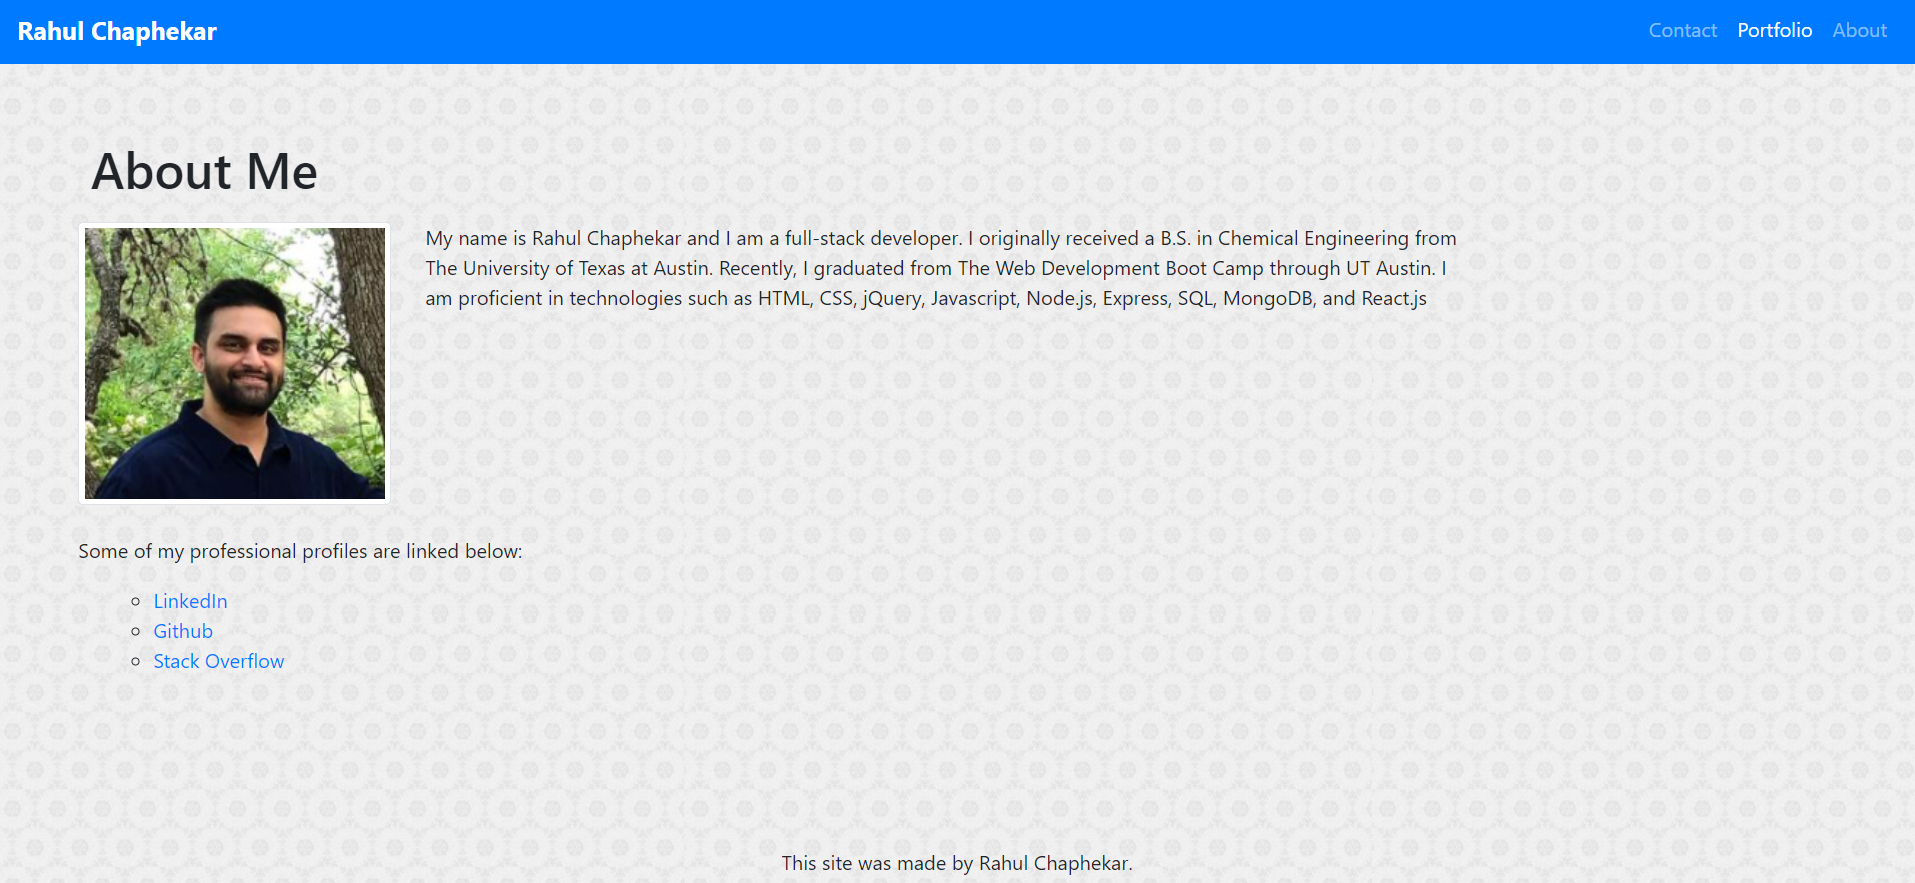 Rahul Chaphekar
Contact Portfolio About
About Me
My name is Rahul Chaphekar and I am a full-stack developer. I originally received a B.S. in Chemical Engineering from
The University of Texas at Austin. Recently, I graduated from The Web Development Boot Camp through UT Austin. I
am proficient in technologies such as HTML, CSS, jQuery, Javascript, Node.js, Express, SQL, MongoDB, and React.js
Some of my professional profiles are linked below:
LinkedIn
Github
Stack Overflow
This site was made by Rahul Chaphekar.